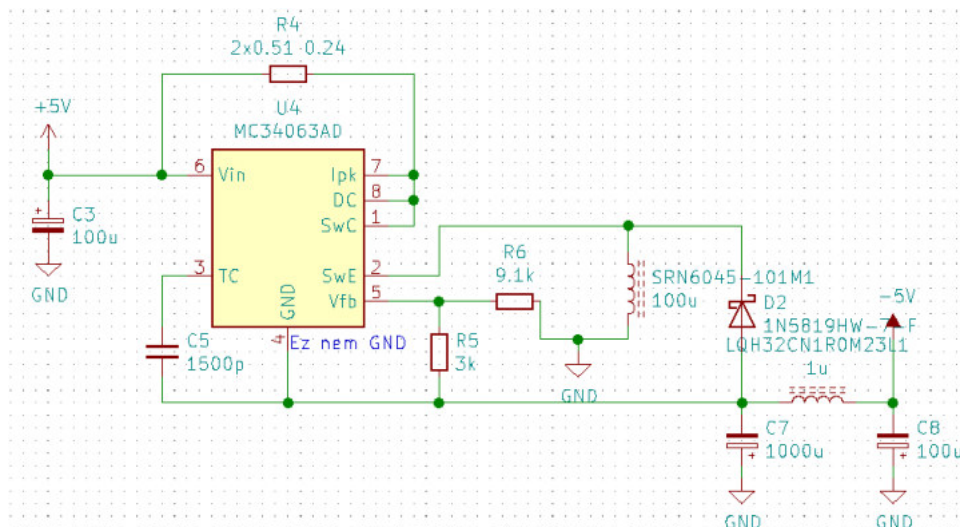 R4
2x0.51 0.24
+5V
U4
MC34063AD
6
Vin
Ipk
7
DC
8
SwC
1
C3
100u
GND
3
TC
SwE
2
Vfb
5
GND
4
Ez nem GND
R6
9.1k
SRN6045-101M1
100u
D2
1N5819HW-7-F
-5V
LQH32CN1R0M23L1
1u
C5
1500p
R5
3k
GND
C7
1000u
C8
100u
GND
GND